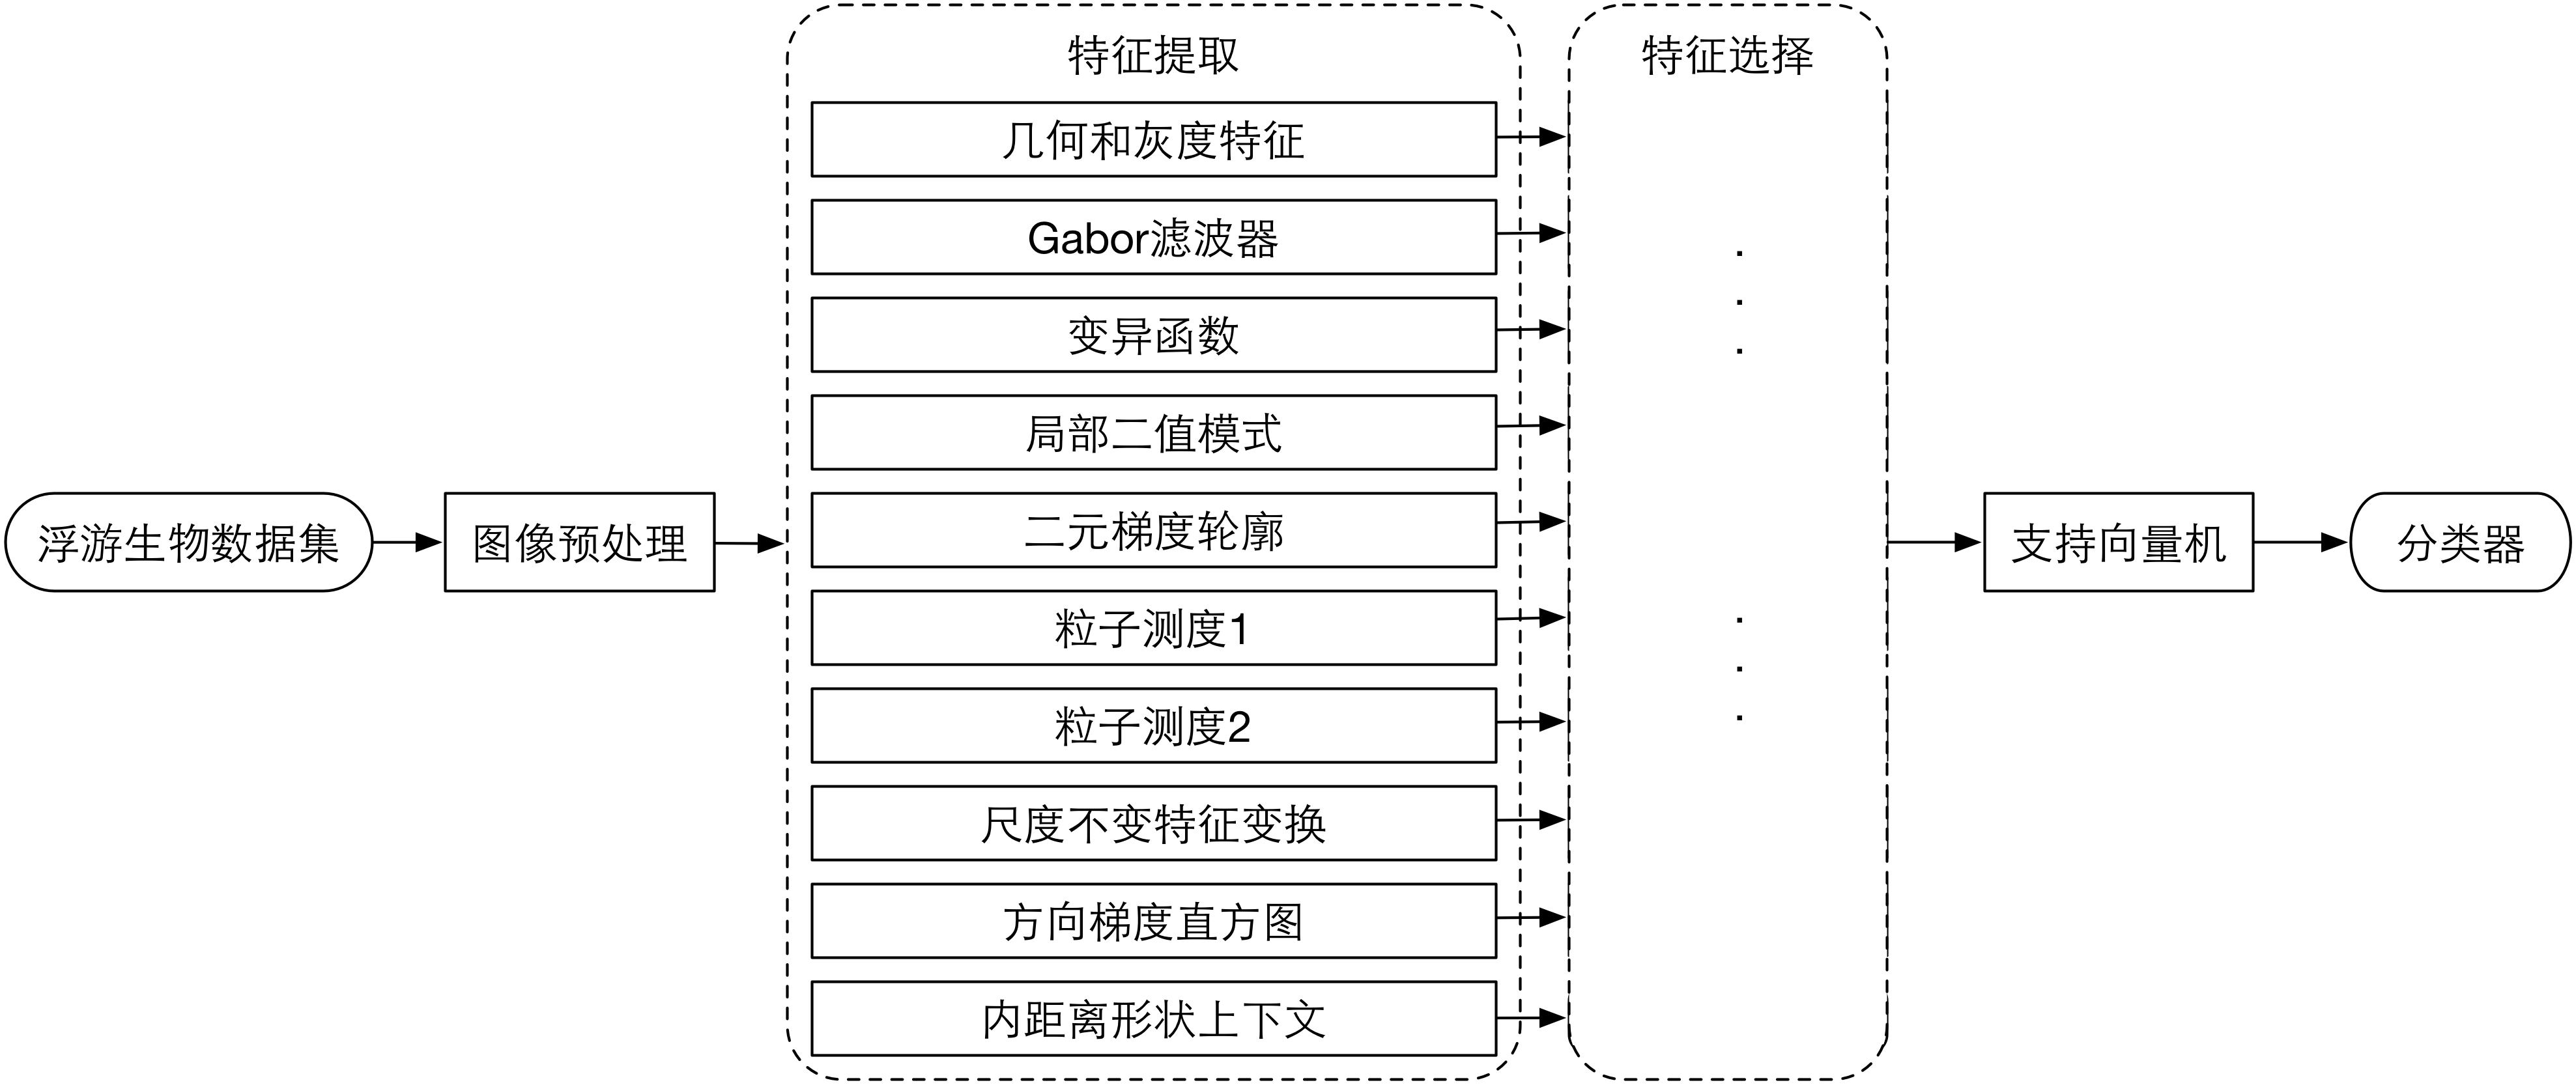 浮游生物数据集
图像预处理
特征提取
几何和灰度特征
Gabor滤波器
变异函数
局部二值模式
二元梯度轮廓
粒子测度1
粒子测度2
尺度不变特征变换
方向梯度直方图
内距离形状上下文
特征选择
.
.
.
.
.
.
支持向量机
分类器